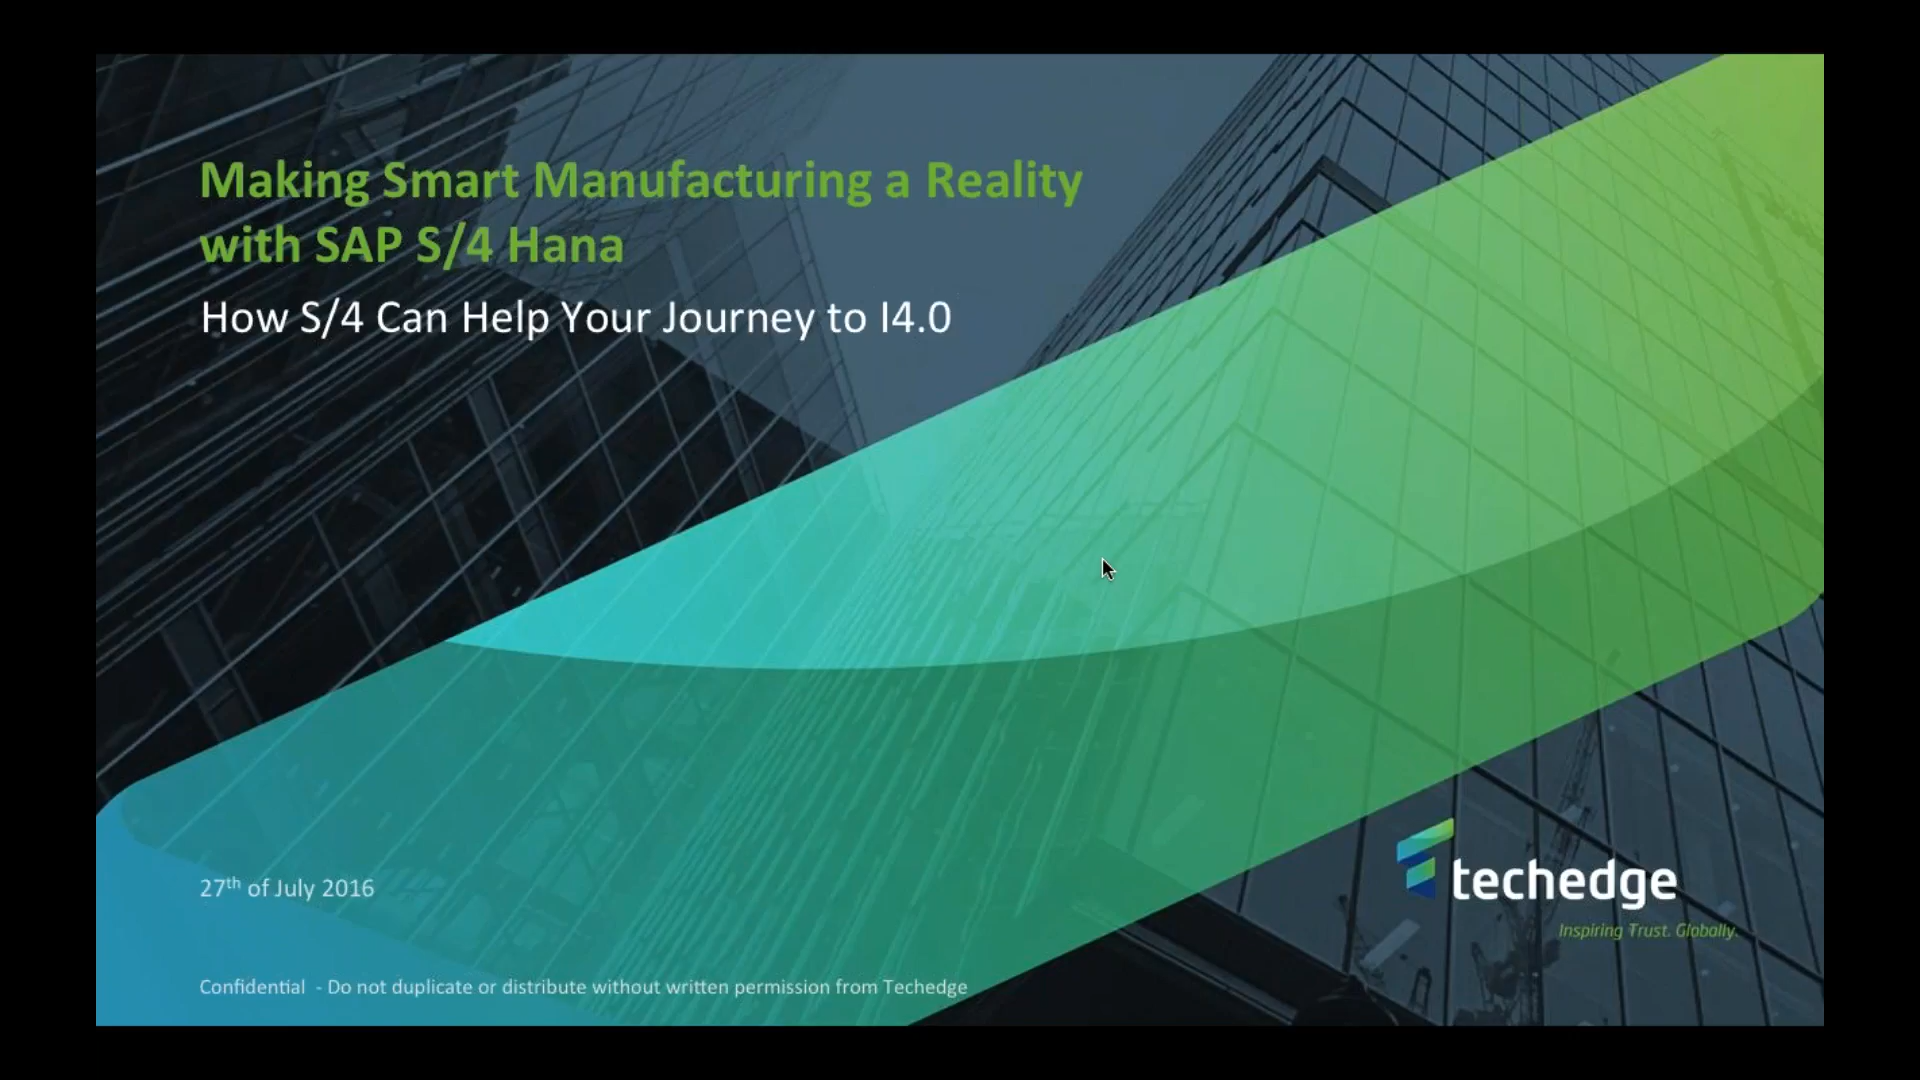 Making Smart Manufacturing a Reality
with SAP S/4 Hana
How S/4 Can Help Your Journey to I4.0
27th of July 2016
techedge
Inspiring Trust. Globally.
Confidential - Do not duplicate or distribute without written permission from Techedge